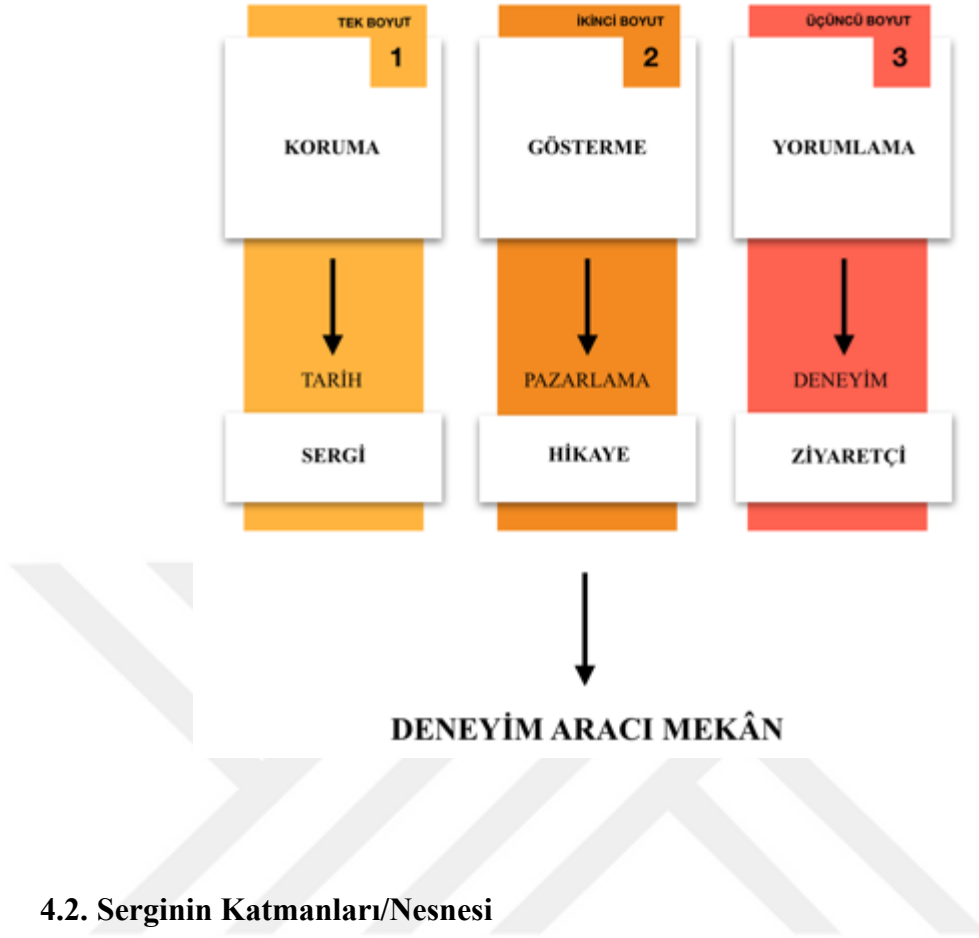 TEK BOYUT
1
KORUMA
TARİH
SERGİ
İKİNCİ BOYUT
2
GÖSTERME
PAZARLAMA
HİKAYE
ÜÇÜNCÜ BOYUT
3
YORUMLAMA
DENEYİM
ZİYARETÇİ
DENEYİM ARACI MEKÂN
4.2. Serginin Katmanları/Nesnesi